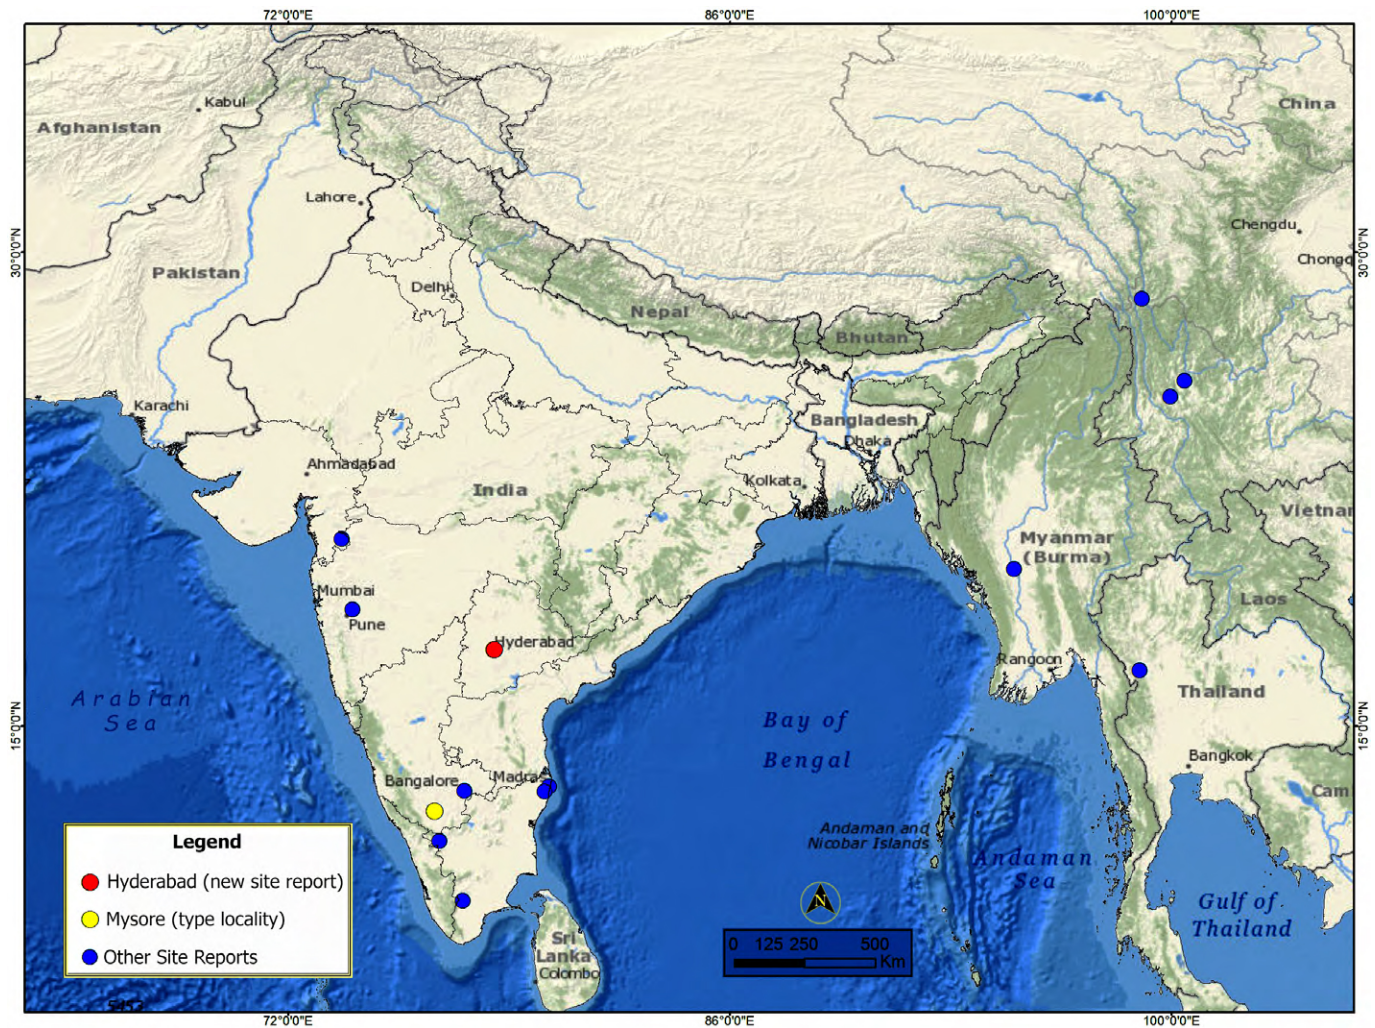 72°0'0"E 86°0'0"E 100°0'0"E
Kabul
China
Afghanistan
Lahore
Chengdu
30°0'0"N
30°0'0"N
Chongq
Pakistan
Delhi
Nepal
Bhutan
Karachi
Bangladesh
Dhaka
Ahmadabad
India
Kolkata
Vietnar
Myanmar
(Burma)
Mumbai
Laos
Pune
Hyderabad
Rangoon
Thailand
Arabian
Sea
15°0'0"N
15°0'0"N
Bay of
Bengal
Bangkok
Bangalore
Madras
Cam
Andaman and
Nicobar Islands
Andaman
Sea
Gulf of
Thailand
Legend
Hyderabad (new site report)
Mysore (type locality)
Other Site Reports
N
Sri
Lanka
Colombo
0 125 250 500
Km
72°0'0"E 86°0'0"E 100°0'0"E